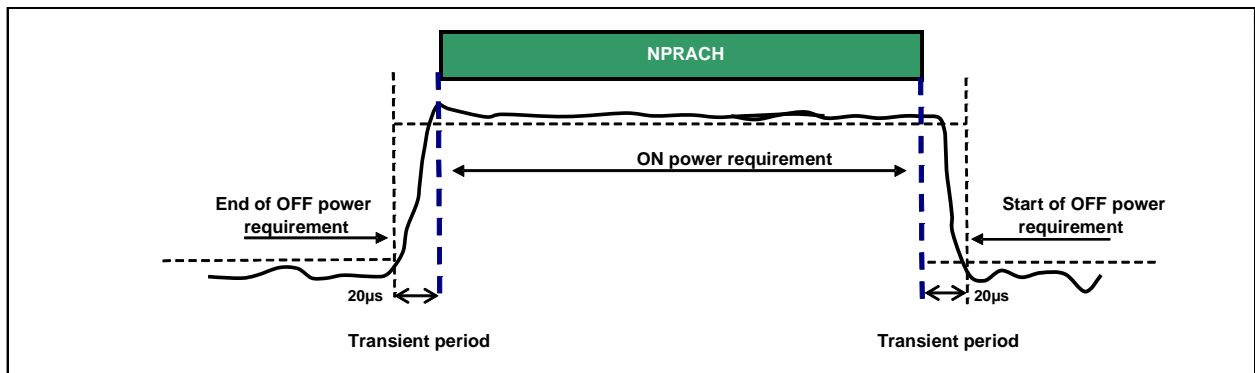 NPRACH
ON power requirement
End of OFF power
requirement
Start of OFF power
requirement
20µs
20µs
Transient period
Transient period